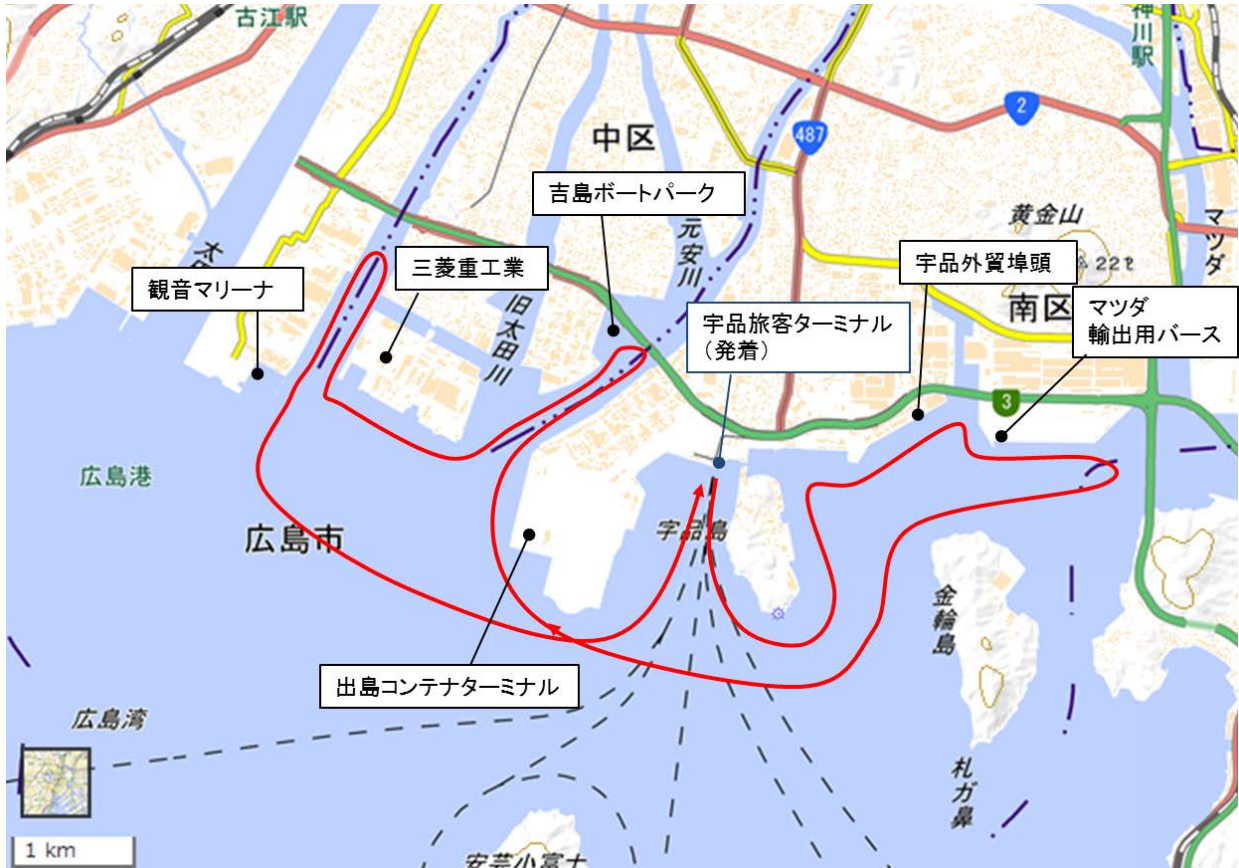 古江駅
神川駅
2
487
中区
吉島ボートパーク
黄金山
マツダ
元安川
三菱重工業
宇品外貿埠頭
観音マリーナ
旧太田川
宇品旅客ターミナル
(発着)
南区
マツダ
輸出用バース
3
広島港
広島市
宇品島
金輪島
出島コンテナターミナル
広島湾
札ガ鼻
1 km
安芸小富士